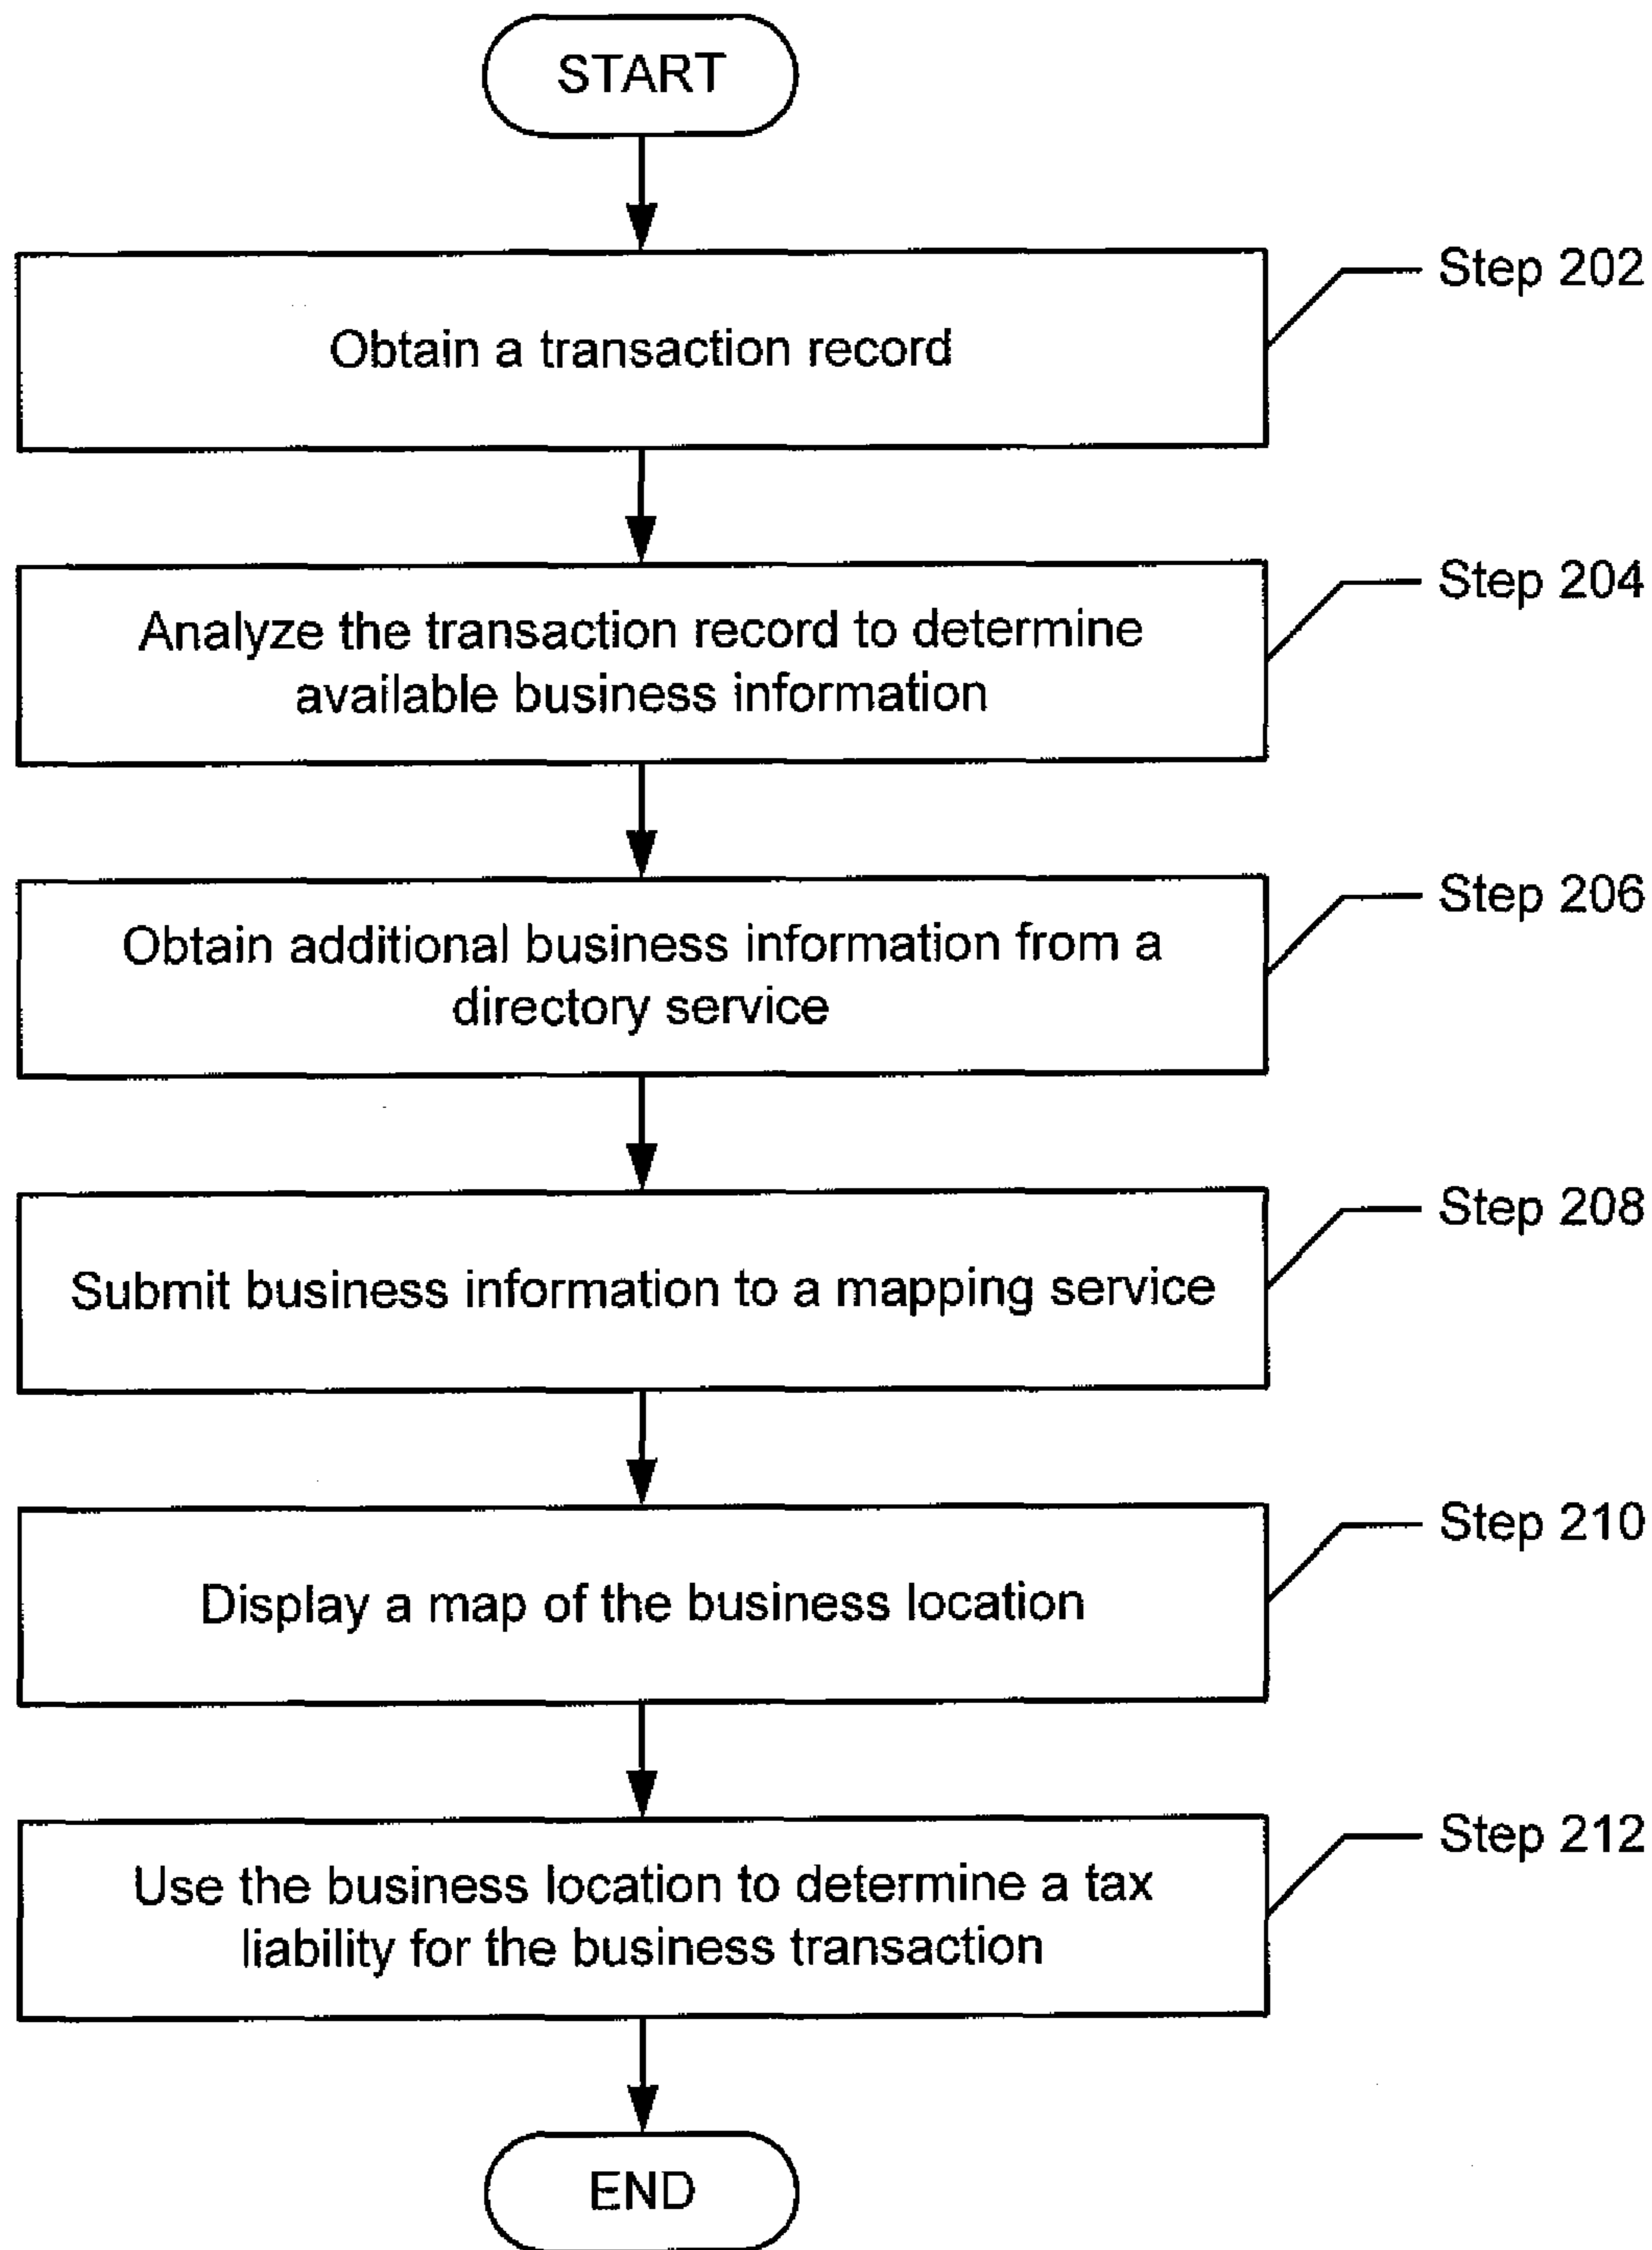 START
Step 202
Obtain a transaction record
Step 204
Analyze the transaction record to determine
available business information
Step 206
Obtain additional business information from a
directory service
Step 208
Submit business information to a mapping service
Step 210
Display a map of the business location
Step 212
Use the business location to determine a tax
liability for the business transaction
END